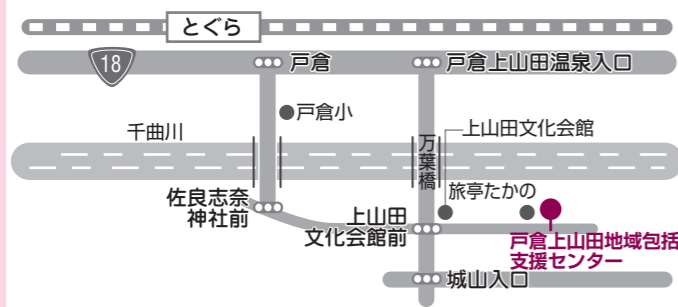 とぐら
18
戸倉
戸倉上山田温泉入口
戸倉小
千曲川
万葉橋
上山田文化会館
佐良志奈
神社前
旅亭たかの
上山田
文化会館前
戸倉上山田地域包括
支援センター
城山入口